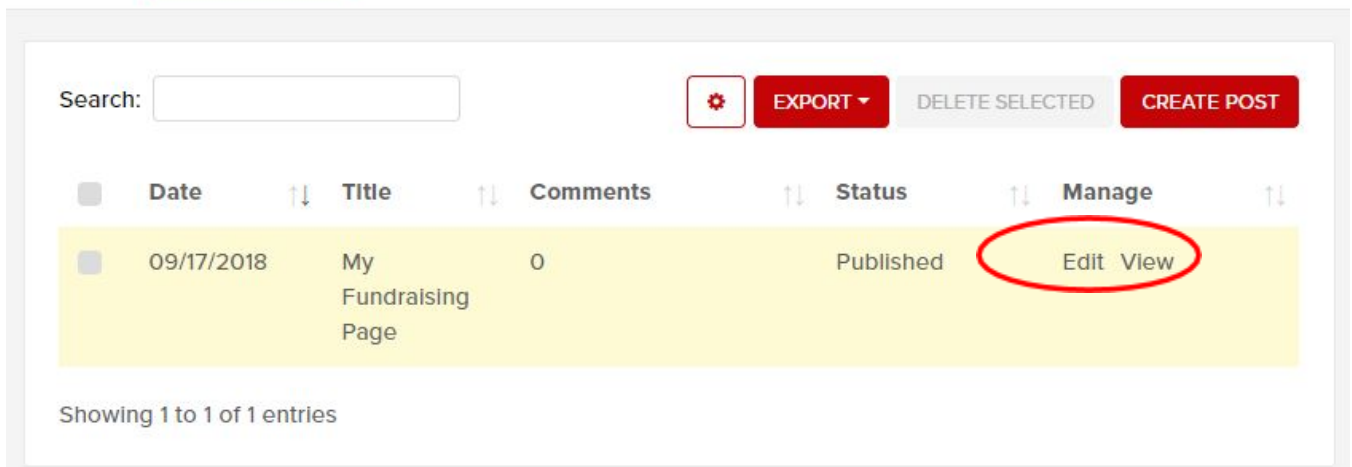 Search:
EXPORT DELETE SELECTED CREATE POST
Date Title Comments Status Manage
09/17/2018 My Fundraising Page 0 Published Edit View
Showing 1 to 1 of 1 entries